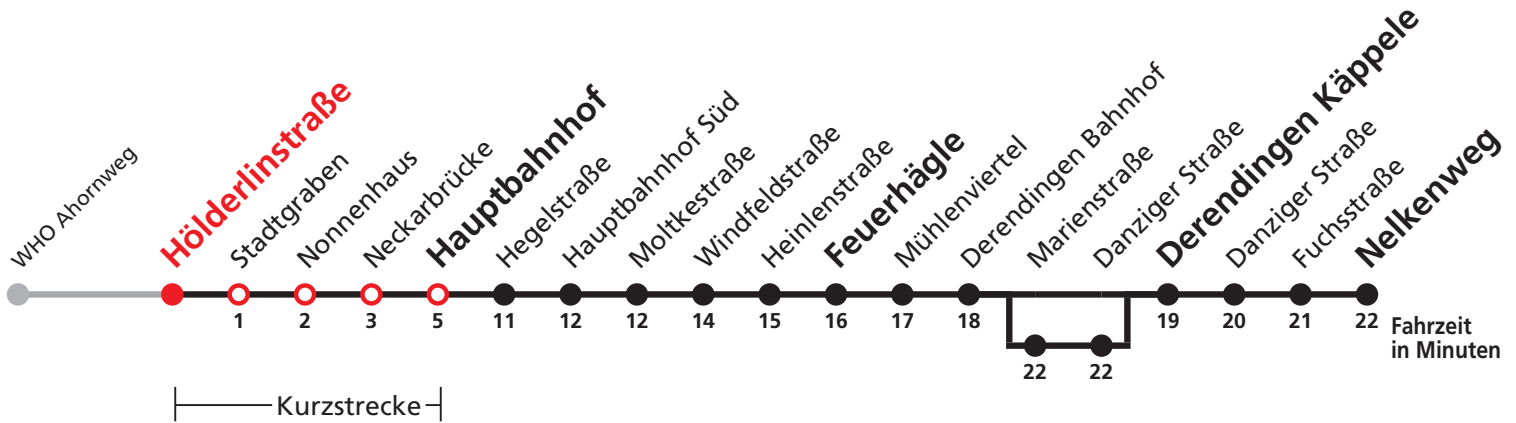 WHO Ahornweg
Hölderlinstraße
Stadtgraben
Nonnenhaus
Neckarbrücke
Hauptbahnhof
Hegelstraße
Hauptbahnhof Süd
Moltkestraße
Windfeldstraße
Heinlenstraße
Feuerhägle
Mühlenviertel
Derendingen Bahnhof
Marienstraße
Danziger Straße
Derendingen Käppele
Danziger Straße
Fuchsstraße
Nelkenweg
1 2 3 5 11 12 12 14 15 16 17 18 19 20 21 22
Fahrzeit
in Minuten
22 22
Kurzstrecke